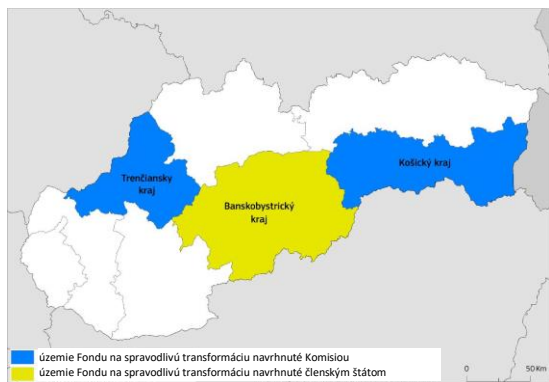 Trenčiansky
kraj
Košický kraj
Banskobystrický
kraj
územie Fondu na spravodlivú transformáciu navrhnuté Komisiou
územie Fondu na spravodlivú transformáciu navrhnuté členským štátom
0 50 Km